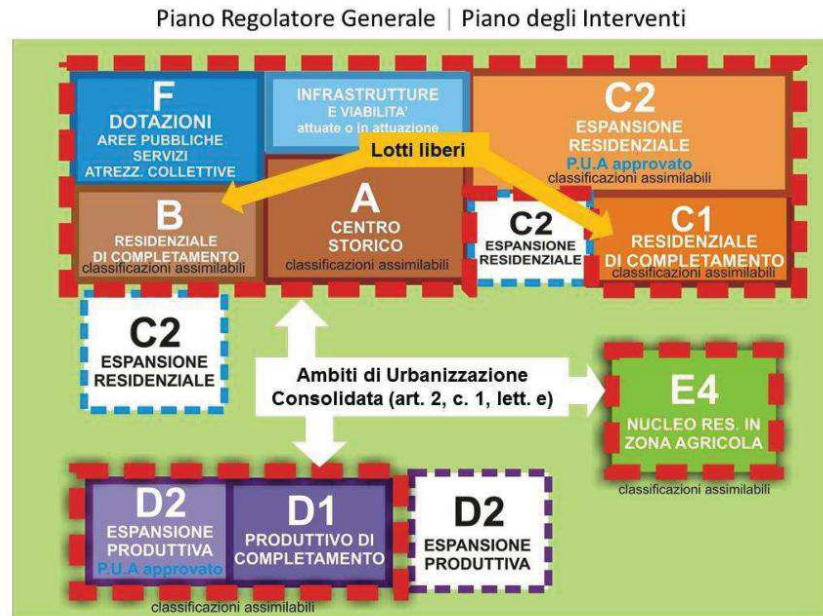 Piano Regolatore Generale | Piano degli Interventi
F
DOTAZIONI
AREE PUBBLICHE
SERVIZI
ATREZZ. COLLETTIVE
INFRASTRUTTURE
E VIABILITA'
attuate o in attuazione
C2
ESPANSIONE
RESIDENZIALE
P.U.A approvato
classificazioni assimilabili
Lotti liberi
B
RESIDENZIALE
DI COMPLETAMENTO
classificazioni assimilabili
A
CENTRO
STORICO
classificazioni assimilabili
C2
ESPANSIONE
RESIDENZIALE
C1
RESIDENZIALE
DI COMPLETAMENTO
classificazioni assimilabili
C2
ESPANSIONE
RESIDENZIALE
Ambiti di Urbanizzazione
Consolidata (art. 2, c. 1, lett. e)
E4
NUCLEO RES. IN
ZONA AGRICOLA
classificazioni assimilabili
D2
ESPANSIONE
PRODUTTIVA
P.U.A approvato
D1
PRODUTTIVO DI
COMPLETAMENTO
classificazioni assimilabili
D2
ESPANSIONE
PRODUTTIVA